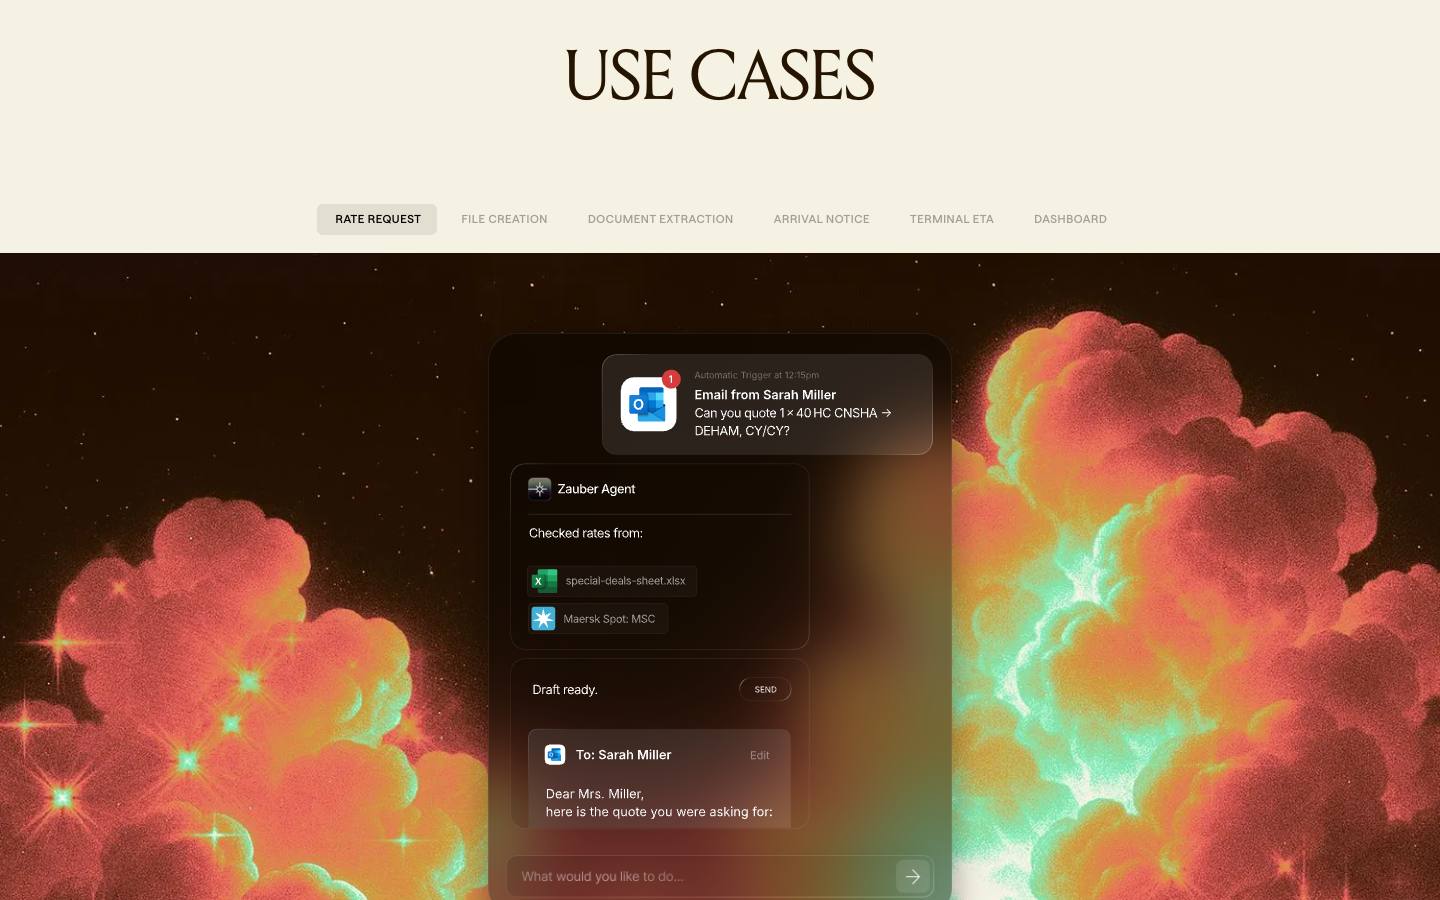 USE CASES
RATE REQUEST
FILE CREATION
DOCUMENT EXTRACTION
ARRIVAL NOTICE
TERMINAL ETA
DASHBOARD
1
Automatic Trigger at 12:15pm
Email from Sarah Miller
Can you quote 1 × 40 HC CNSHA →
DEHAM, CY/CY?
Zauber Agent
Checked rates from:
special-deals-sheet.xlsx
Maersk Spot: MSC
Draft ready.
SEND
To: Sarah Miller
Edit
Dear Mrs. Miller,
here is the quote you were asking for:
What would you like to do...